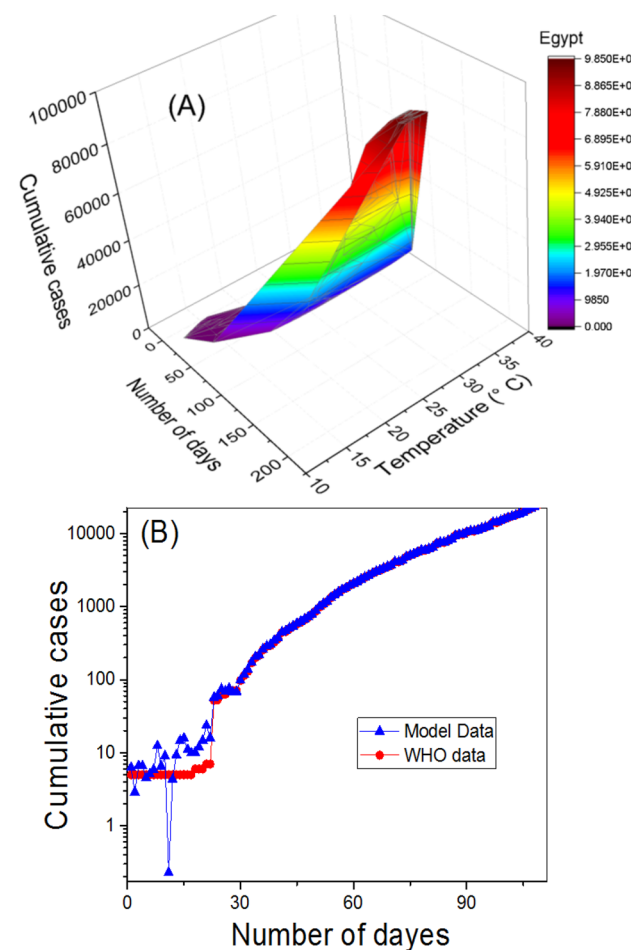 Egypt
(A)
9.850E+0
8.865E+0
7.880E+0
6.895E+0
5.910E+0
4.925E+0
3.940E+0
2.955E+0
1.970E+0
9850
0.000
100000
80000
60000
40000
20000
0
Cumulative cases
0
50
100
150
200
Number of days
10
15
20
25
30
35
40
Temperature (° C)
(B)
10000
1000
100
10
1
Cumulative cases
Model Data
WHO data
0
30
60
90
Number of dayes